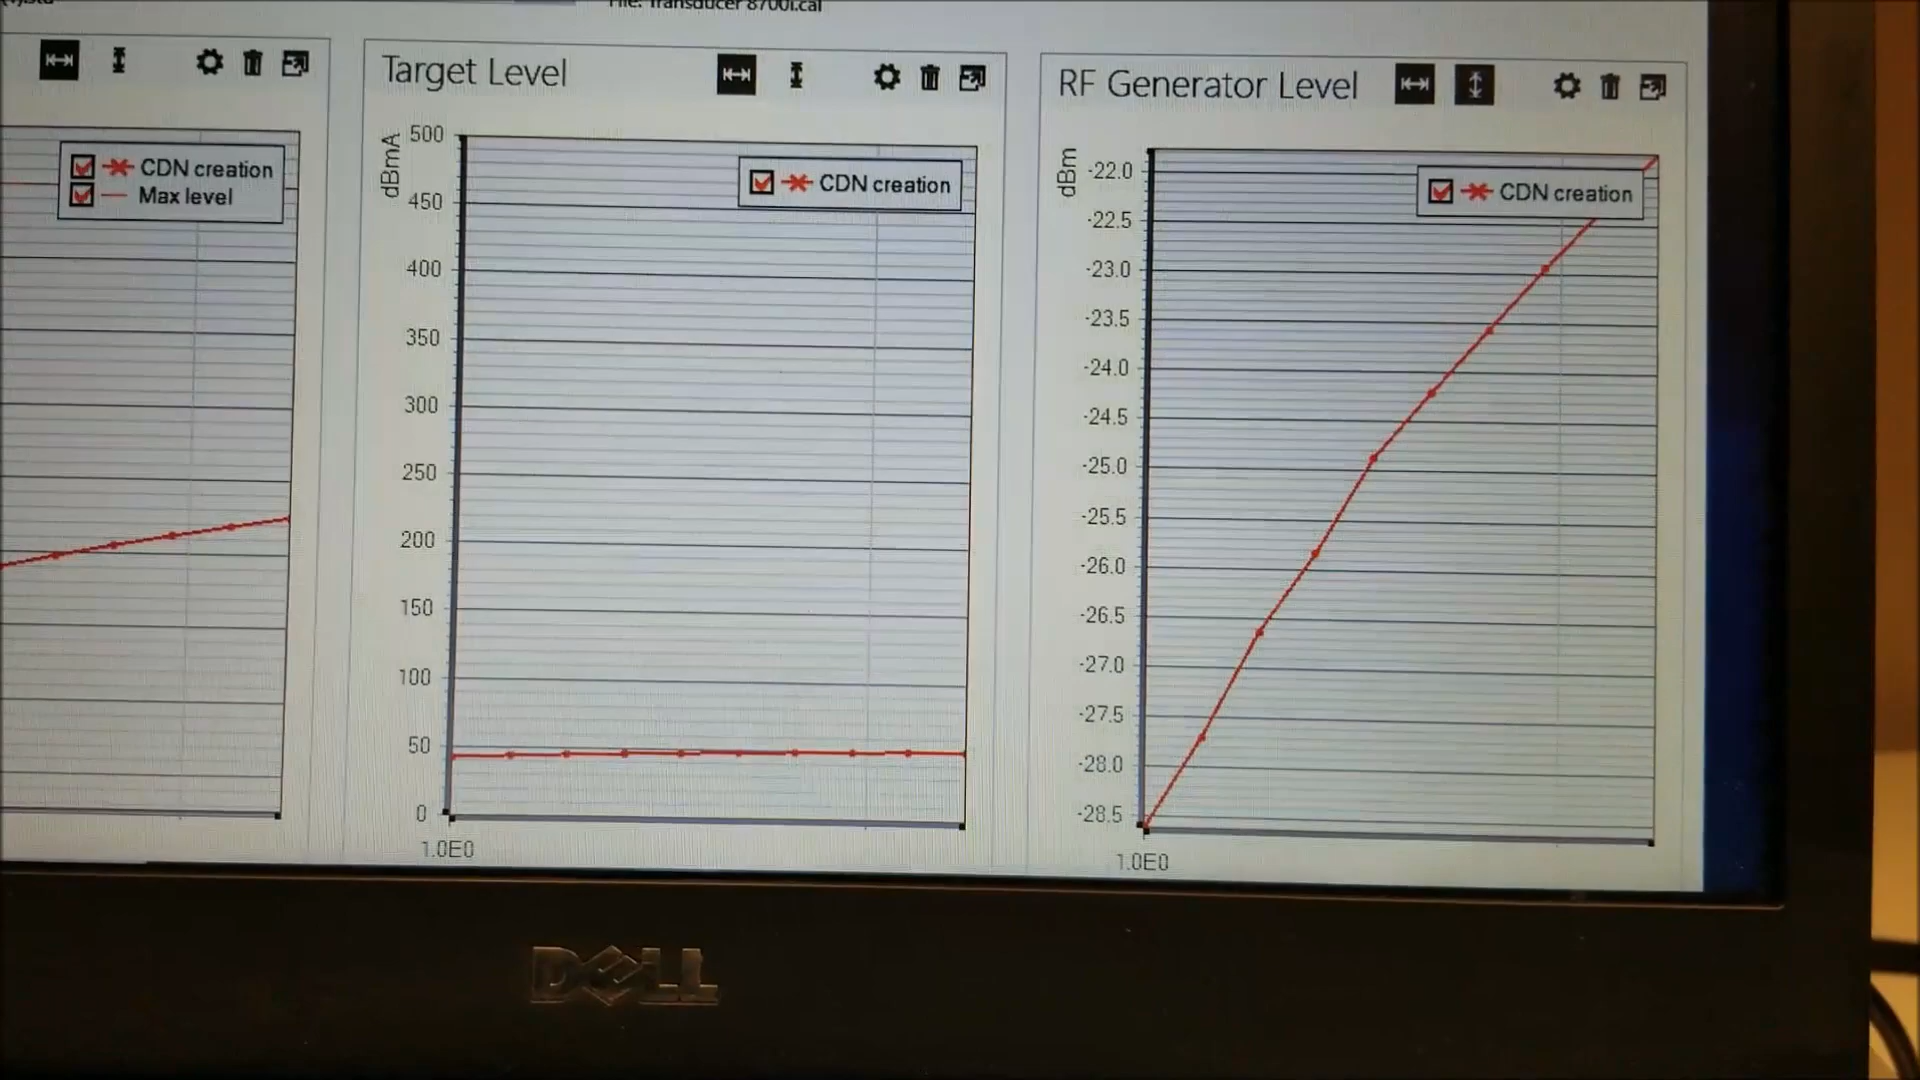 File: Transducer 8700i.cal
CDN creation
Max level
Target Level
dBmA
500
450
400
350
300
250
200
150
100
50
0
1.0E0
CDN creation
RF Generator Level
dBm
-22.0
-22.5
-23.0
-23.5
-24.0
-24.5
-25.0
-25.5
-26.0
-26.5
-27.0
-27.5
-28.0
-28.5
1.0E0
CDN creation
DELL